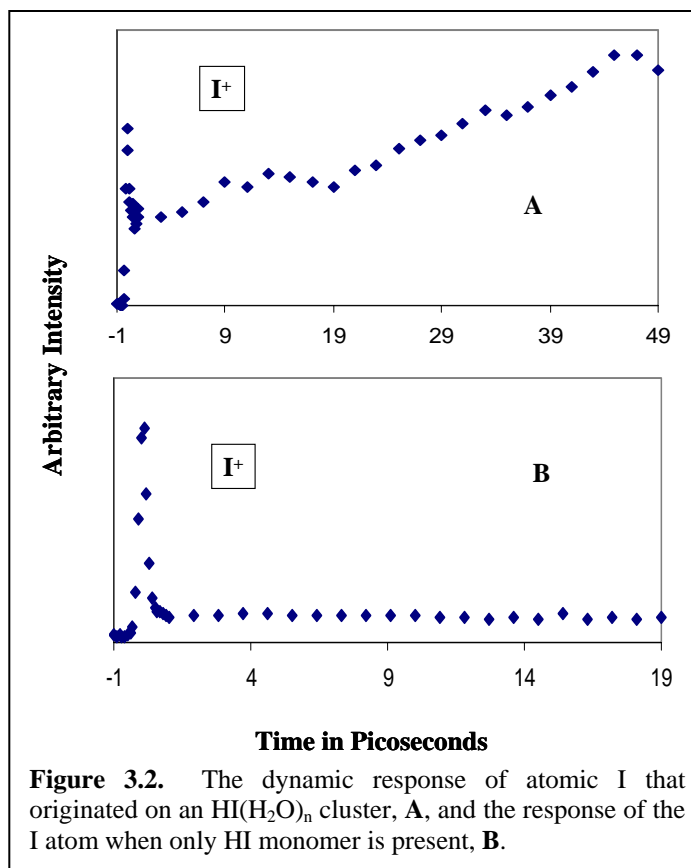 I⁺
A
-1 9 19 29 39 49
Arbitrary Intensity
I⁺
B
-1 4 9 14 19
Time in Picoseconds
Figure 3.2. The dynamic response of atomic I that
originated on an HI(H₂O)ₙ cluster, A, and the response of the
I atom when only HI monomer is present, B.